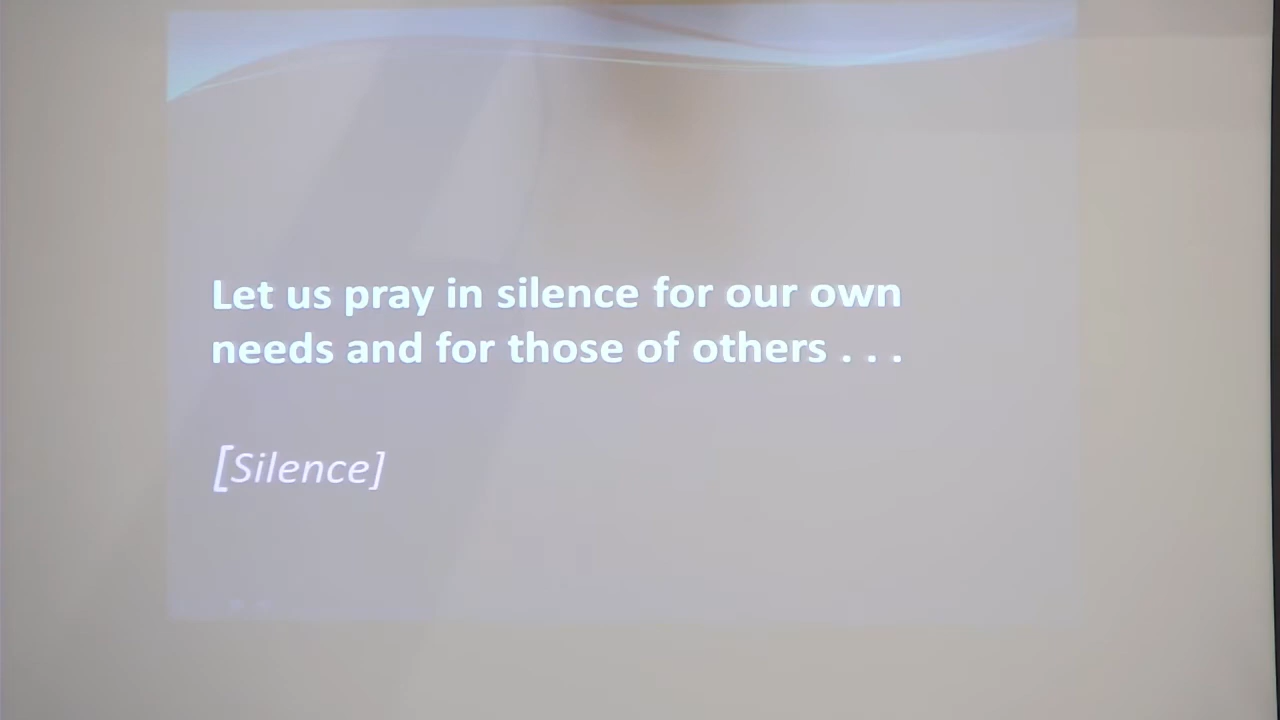 Let us pray in silence for our own
needs and for those of others . . .
[Silence]